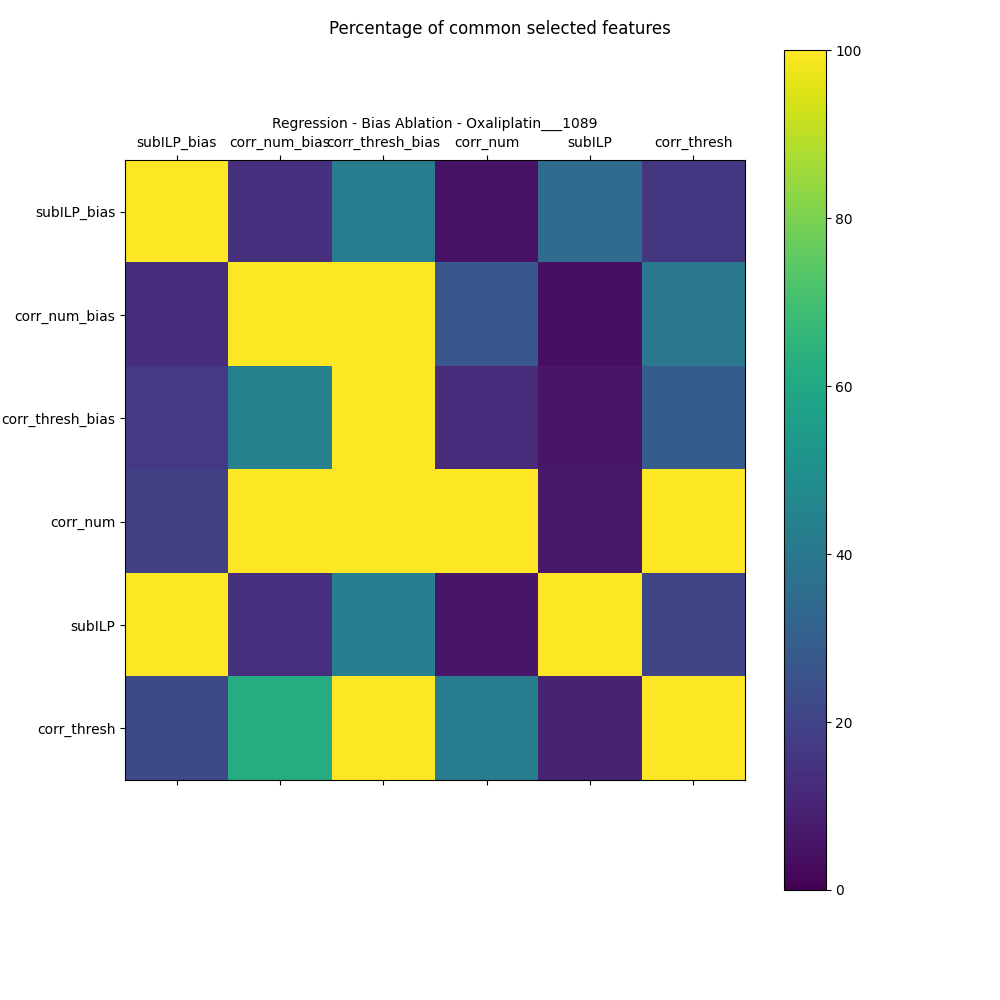 Percentage of common selected features
Regression - Bias Ablation - Oxaliplatin___1089
subILP_bias corr_num_bias corr_thresh_bias corr_num subILP corr_thresh
subILP_bias
corr_num_bias
corr_thresh_bias
corr_num
subILP
corr_thresh
100
80
60
40
20
0